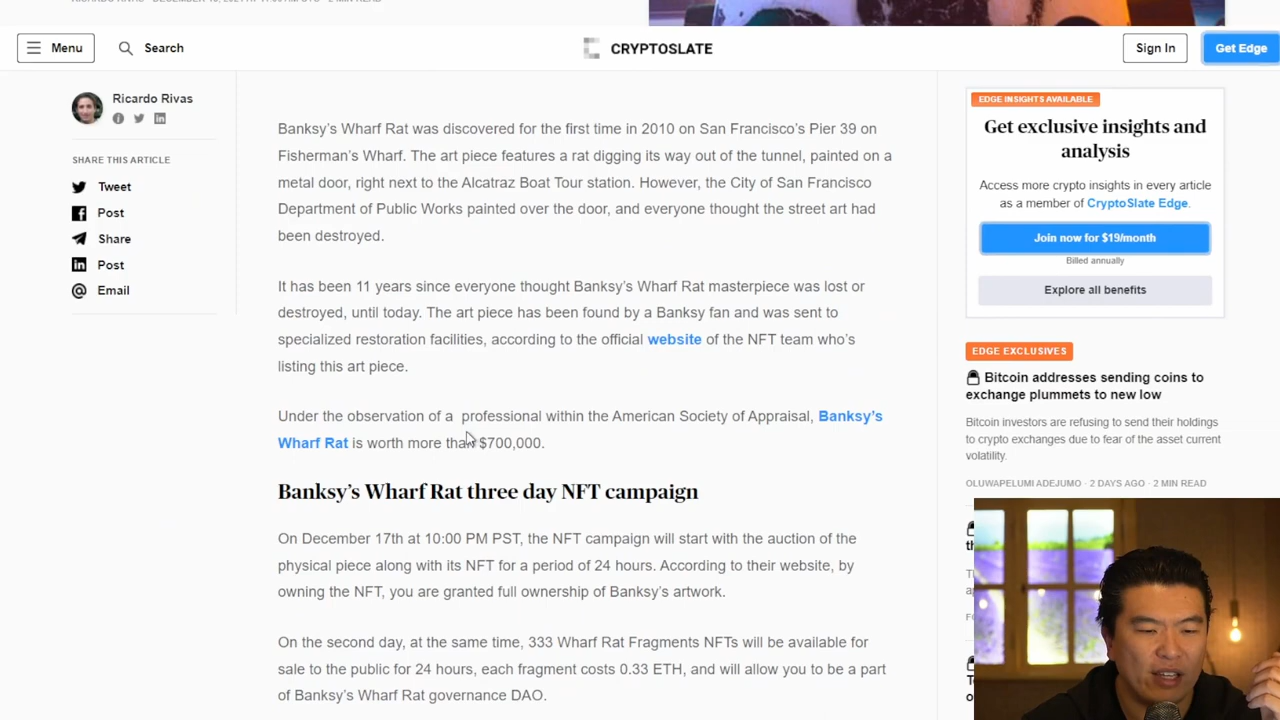 Menu
Search
CRYPTOSLATE
Sign In
Get Edge
Ricardo Rivas
SHARE THIS ARTICLE
Tweet
Post
Share
Post
Email
Banksy's Wharf Rat was discovered for the first time in 2010 on San Francisco's Pier 39 on
Fisherman's Wharf. The art piece features a rat digging its way out of the tunnel, painted on a
metal door, right next to the Alcatraz Boat Tour station. However, the City of San Francisco
Department of Public Works painted over the door, and everyone thought the street art had
been destroyed.
It has been 11 years since everyone thought Banksy's Wharf Rat masterpiece was lost or
destroyed, until today. The art piece has been found by a Banksy fan and was sent to
specialized restoration facilities, according to the official website of the NFT team who's
listing this art piece.
Under the observation of a professional within the American Society of Appraisal, Banksy's
Wharf Rat is worth more than $700,000.
Banksy's Wharf Rat three day NFT campaign
On December 17th at 10:00 PM PST, the NFT campaign will start with the auction of the
physical piece along with its NFT for a period of 24 hours. According to their website, by
owning the NFT, you are granted full ownership of Banksy's artwork.
On the second day, at the same time, 333 Wharf Rat Fragments NFTs will be available for
sale to the public for 24 hours, each fragment costs 0.33 ETH, and will allow you to be a part
of Banksy's Wharf Rat governance DAO.
EDGE INSIGHTS AVAILABLE
Get exclusive insights and
analysis
Access more crypto insights in every article
as a member of CryptoSlate Edge.
Join now for $19/month
Billed annually
Explore all benefits
EDGE EXCLUSIVES
Bitcoin addresses sending coins to
exchange plummets to new low
Bitcoin investors are refusing to send their holdings
to crypto exchanges due to fear of the asset current
volatility.
OLUWAPELUMI ADEJUMO · 2 DAYS AGO · 2 MIN READ